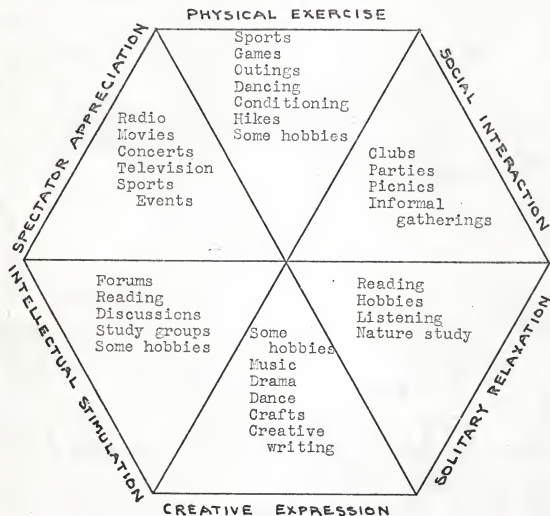 PHYSICAL EXERCISE
Sports
Games
Outings
Dancing
Conditioning
Hikes
Some hobbies
SPECTATOR APPRECIATION
Radio
Movies
Concerts
Television
Sports
Events
SOCIAL INTERACTION
Clubs
Parties
Picnics
Informal
gatherings
INTELLECTUAL STIMULATION
Forums
Reading
Discussions
Study groups
Some hobbies
SOLITARY RELAXATION
Reading
Hobbies
Listening
Nature study
Some
hobbies
Music
Drama
Dance
Crafts
Creative
writing
CREATIVE EXPRESSION